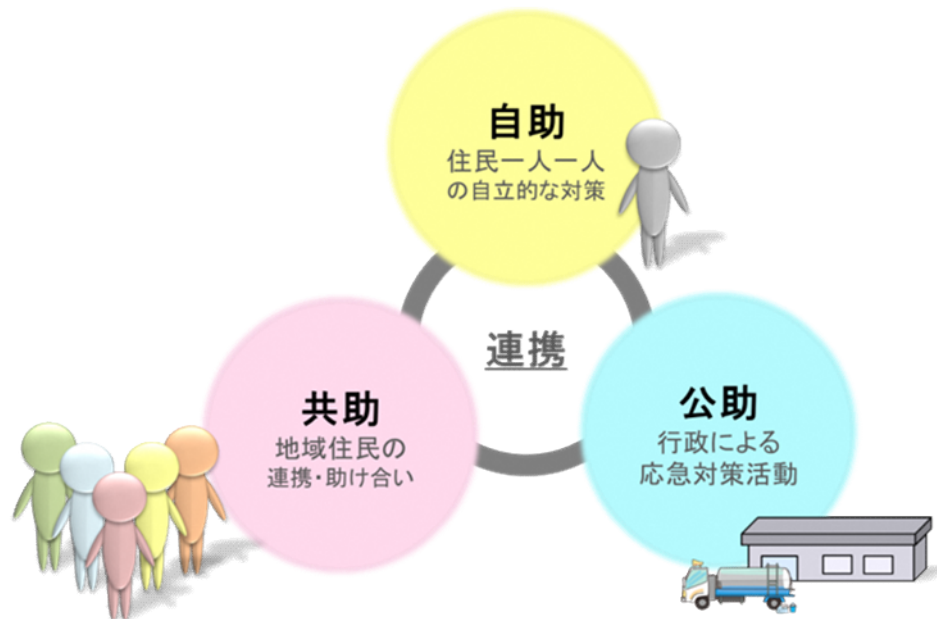 自助
住民一人一人
の自立的な対策
連携
共助
地域住民の
連携・助け合い
公助
行政による
応急対策活動